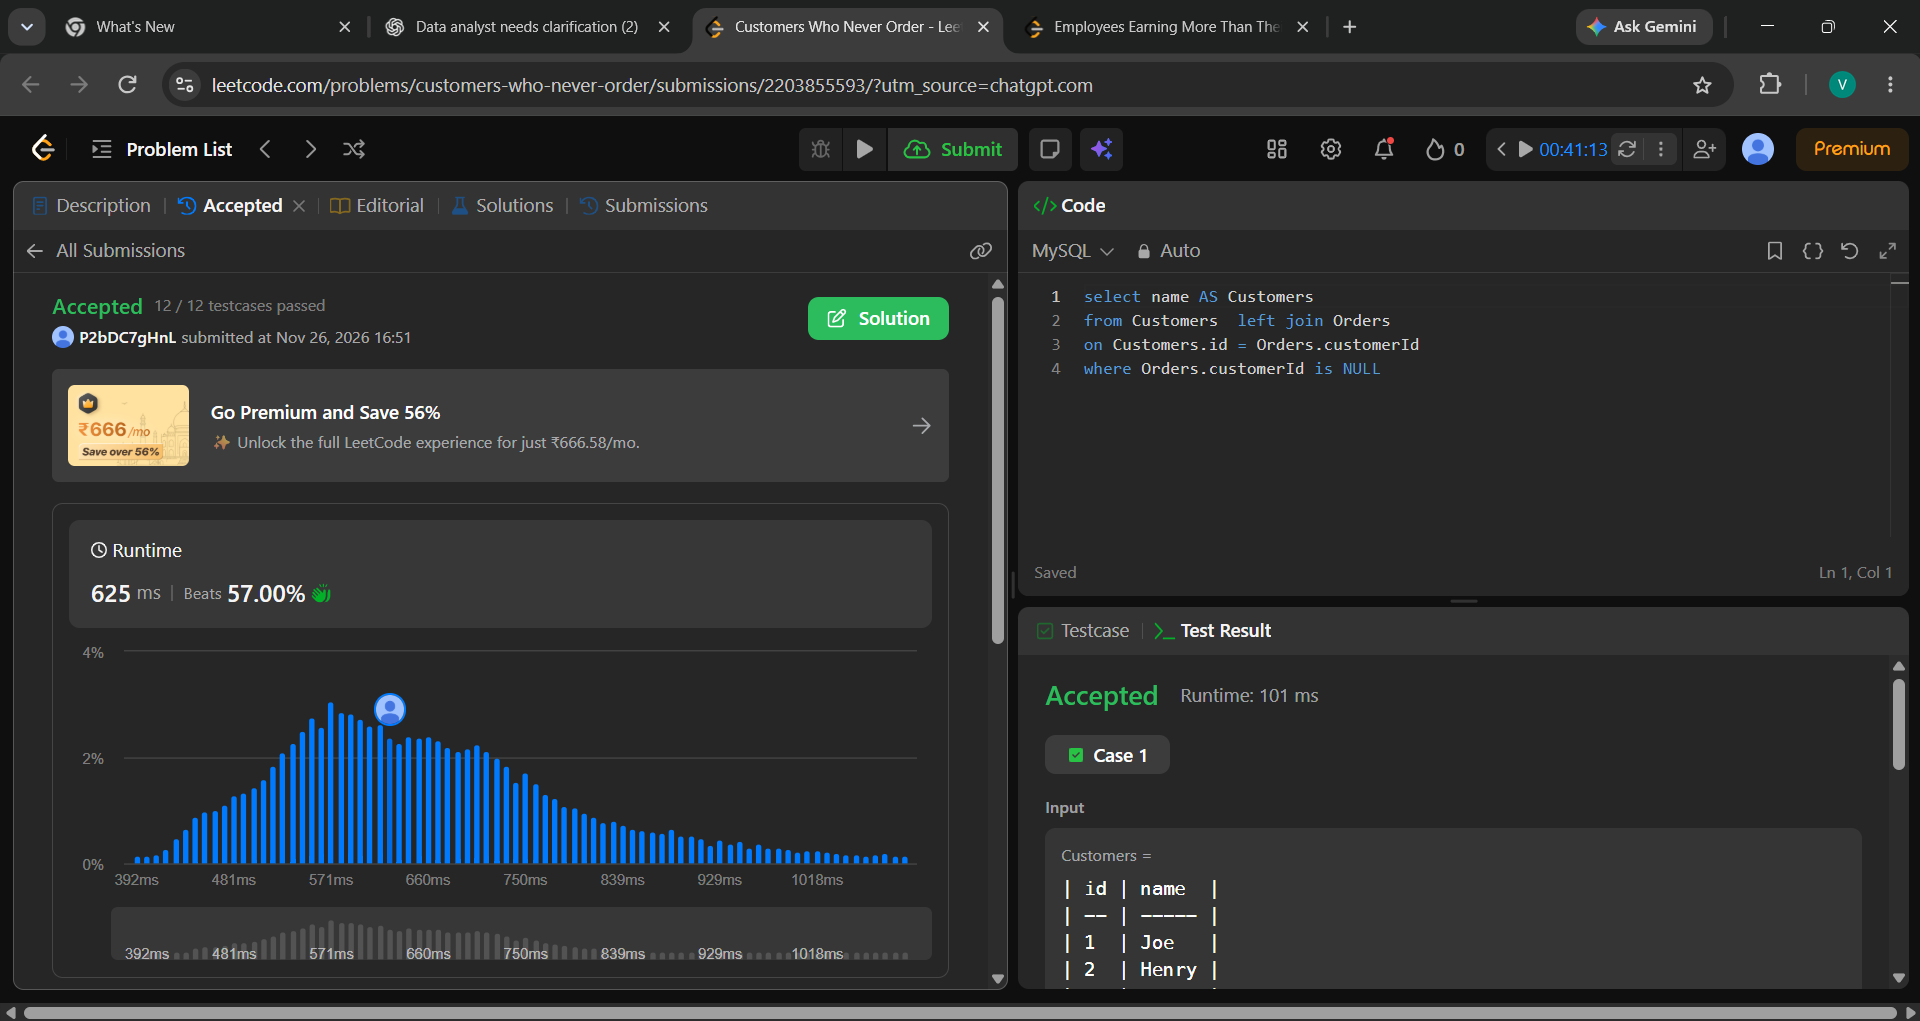 What's New
Data analyst needs clarification (2)
Customers Who Never Order - Lee
Employees Earning More Than The
Ask Gemini
leetcode.com/problems/customers-who-never-order/submissions/2203855593/?utm_source=chatgpt.com
V
Problem List
Submit
0
00:41:13
Premium
Description
Accepted
Editorial
Solutions
Submissions
All Submissions
Accepted 12 / 12 testcases passed
P2bDC7gHnL submitted at Nov 26, 2026 16:51
Solution
₹666/mo
Save over 56%
Go Premium and Save 56%
Unlock the full LeetCode experience for just ₹666.58/mo.
Runtime
625 ms | Beats 57.00%
4%
2%
0%
392ms 481ms 571ms 660ms 750ms 839ms 929ms 1018ms
392ms 481ms 571ms 660ms 750ms 839ms 929ms 1018ms
</> Code
MySQL
Auto
1 select name AS Customers
2 from Customers  left join Orders
3 on Customers.id = Orders.customerId
4 where Orders.customerId is NULL
Saved
Ln 1, Col 1
Testcase
Test Result
Accepted Runtime: 101 ms
Case 1
Input
Customers =
| id | name  |
| -- | ----- |
| 1  | Joe   |
| 2  | Henry |